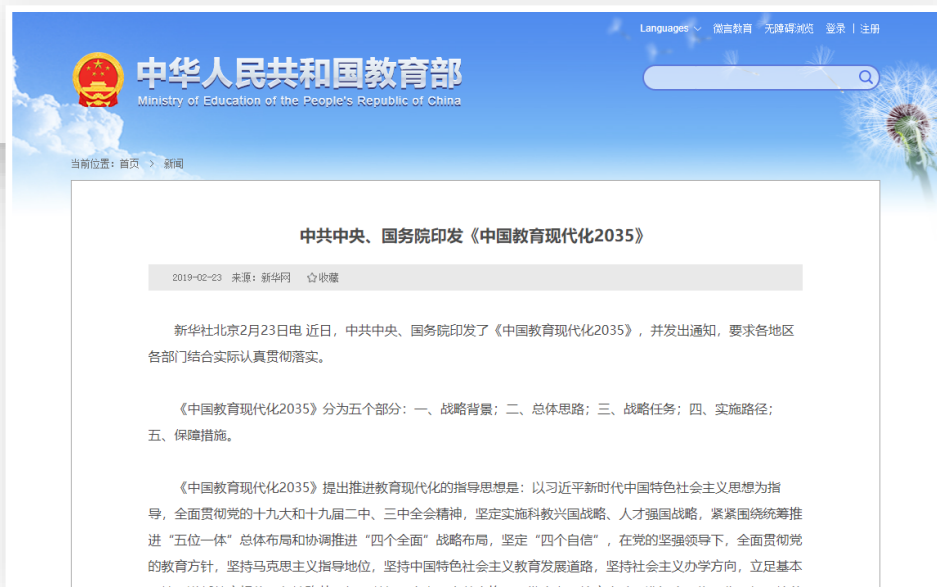 Languages 微言教育 无障碍浏览 登录 | 注册
中华人民共和国教育部
Ministry of Education of the People's Republic of China
当前位置：首页 > 新闻
中共中央、国务院印发《中国教育现代化2035》
2019-02-23 来源：新华网 ☆收藏
新华社北京2月23日电 近日，中共中央、国务院印发了《中国教育现代化2035》，并发出通知，要求各地区
各部门结合实际认真贯彻落实。
《中国教育现代化2035》分为五个部分：一、战略背景；二、总体思路；三、战略任务；四、实施路径；
五、保障措施。
《中国教育现代化2035》提出推进教育现代化的指导思想是：以习近平新时代中国特色社会主义思想为指
导，全面贯彻党的十九大和十九届二中、三中全会精神，坚定实施科教兴国战略、人才强国战略，紧紧围绕统筹推
进“五位一体”总体布局和协调推进“四个全面”战略布局，坚定“四个自信”，在党的坚强领导下，全面贯彻党
的教育方针，坚持马克思主义指导地位，坚持中国特色社会主义教育发展道路，坚持社会主义办学方向，立足基本